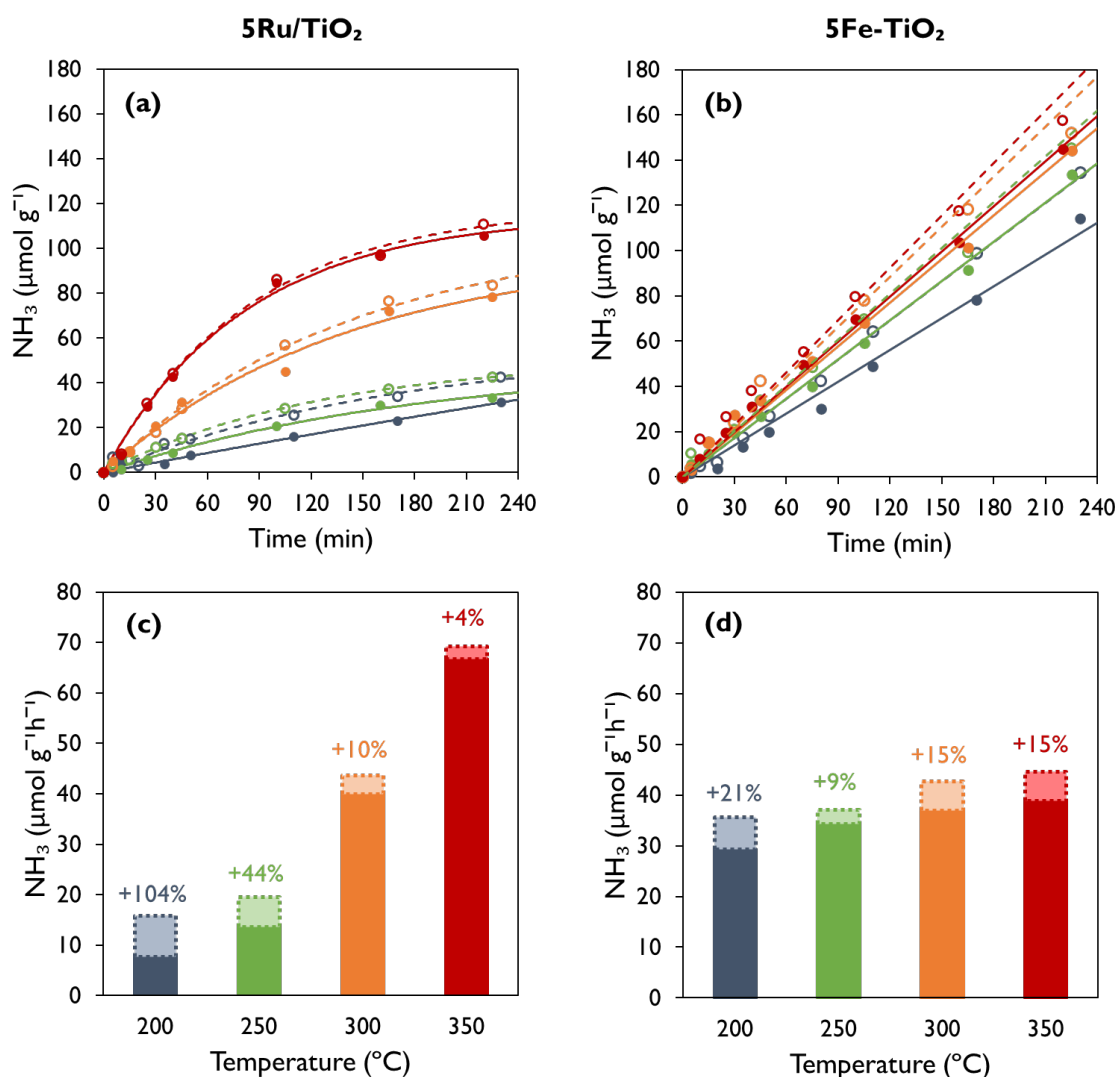 5Ru/TiO₂
5Fe-TiO₂
(a)
180
160
140
120
100
80
60
40
20
0
NH₃ (μmol g⁻¹)
0 30 60 90 120 150 180 210 240
Time (min)
(b)
180
160
140
120
100
80
60
40
20
0
NH₃ (μmol g⁻¹)
0 30 60 90 120 150 180 210 240
Time (min)
(c)
80
70
60
50
40
30
20
10
0
NH₃ (μmol g⁻¹h⁻¹)
+104%
+44%
+10%
+4%
200 250 300 350
Temperature (ºC)
(d)
80
70
60
50
40
30
20
10
0
NH₃ (μmol g⁻¹h⁻¹)
+21%
+9%
+15%
+15%
200 250 300 350
Temperature (ºC)